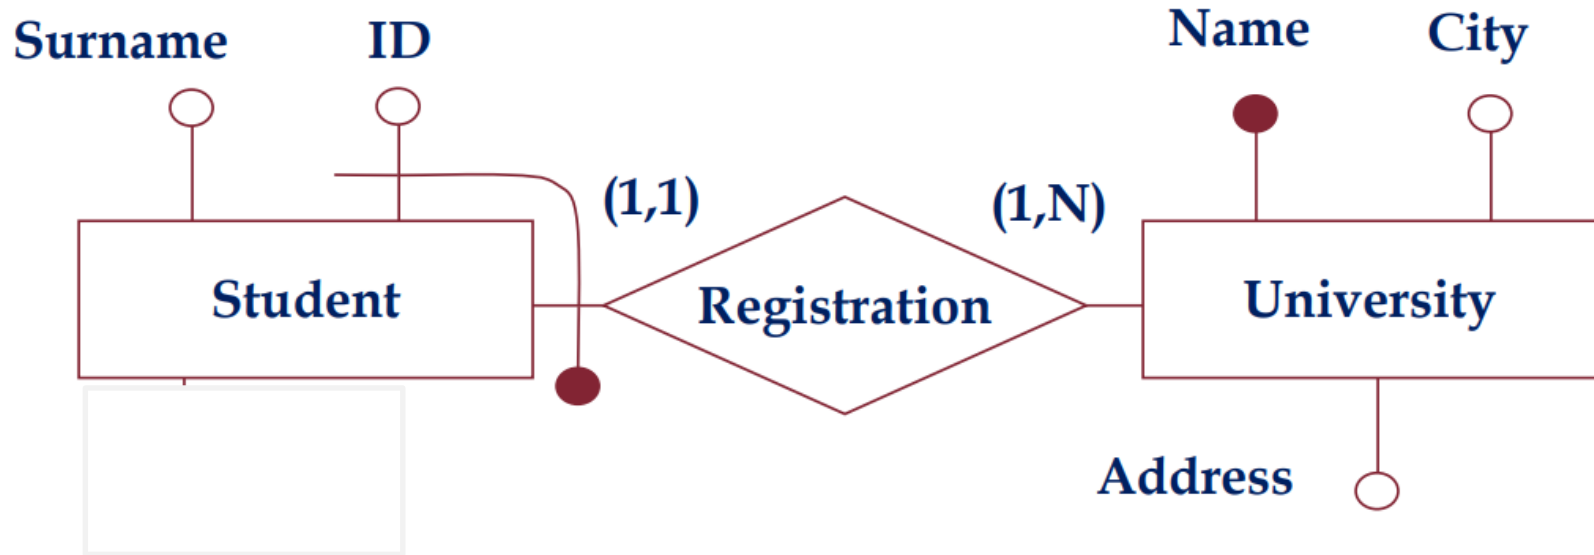 Surname
ID
Name
City
(1,1)
(1,N)
Student
Registration
University
Address